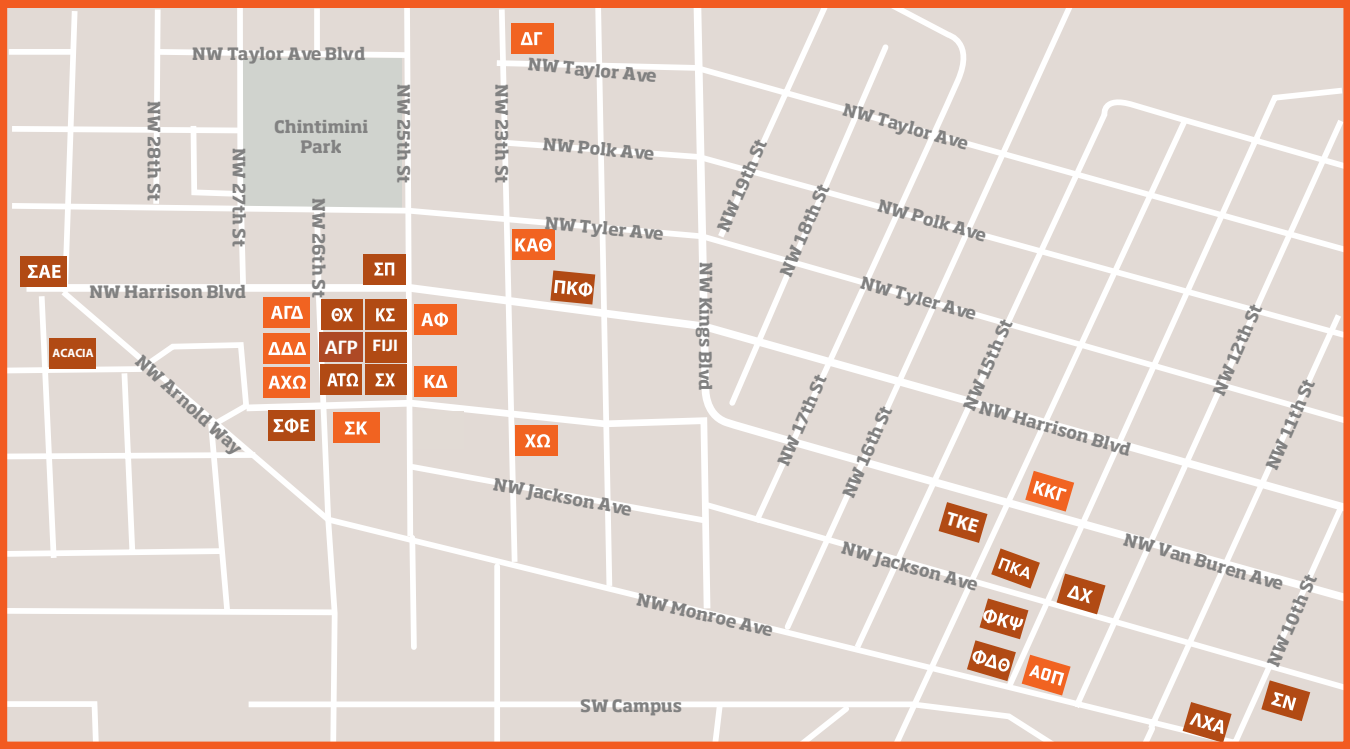 ΔΓ
NW Taylor Ave Blvd
NW Taylor Ave
NW 28th St
Chintimini
Park
NW 25th St
NW 23th St
NW Taylor Ave
NW Polk Ave
NW 19th St
NW 27th St
NW 26th St
NW 18th St
NW Polk Ave
NW Tyler Ave
ΚΑΘ
ΣΑΕ
ΣΠ
ΠΚΦ
NW Kings Blvd
NW Tyler Ave
NW Harrison Blvd
ΑΓΔ
ΘΧ
ΚΣ
ΑΦ
NW 15th St
NW 12th St
ACACIA
ΔΔΔ
ΑΓΡ
FIJI
ΑΧΩ
ΑΤΩ
ΣΧ
ΚΔ
NW Arnold Way
NW 17th St
NW 16th St
NW Harrison Blvd
NW 11th St
ΣΦΕ
ΣΚ
ΧΩ
NW Jackson Ave
ΚΚΓ
ΤΚΕ
NW Van Buren Ave
NW Jackson Ave
ΠΚΑ
ΔΧ
NW Monroe Ave
ΦΚΨ
NW 10th St
ΦΔΘ
ΑΟΠ
SW Campus
ΛΧΑ
ΣΝ